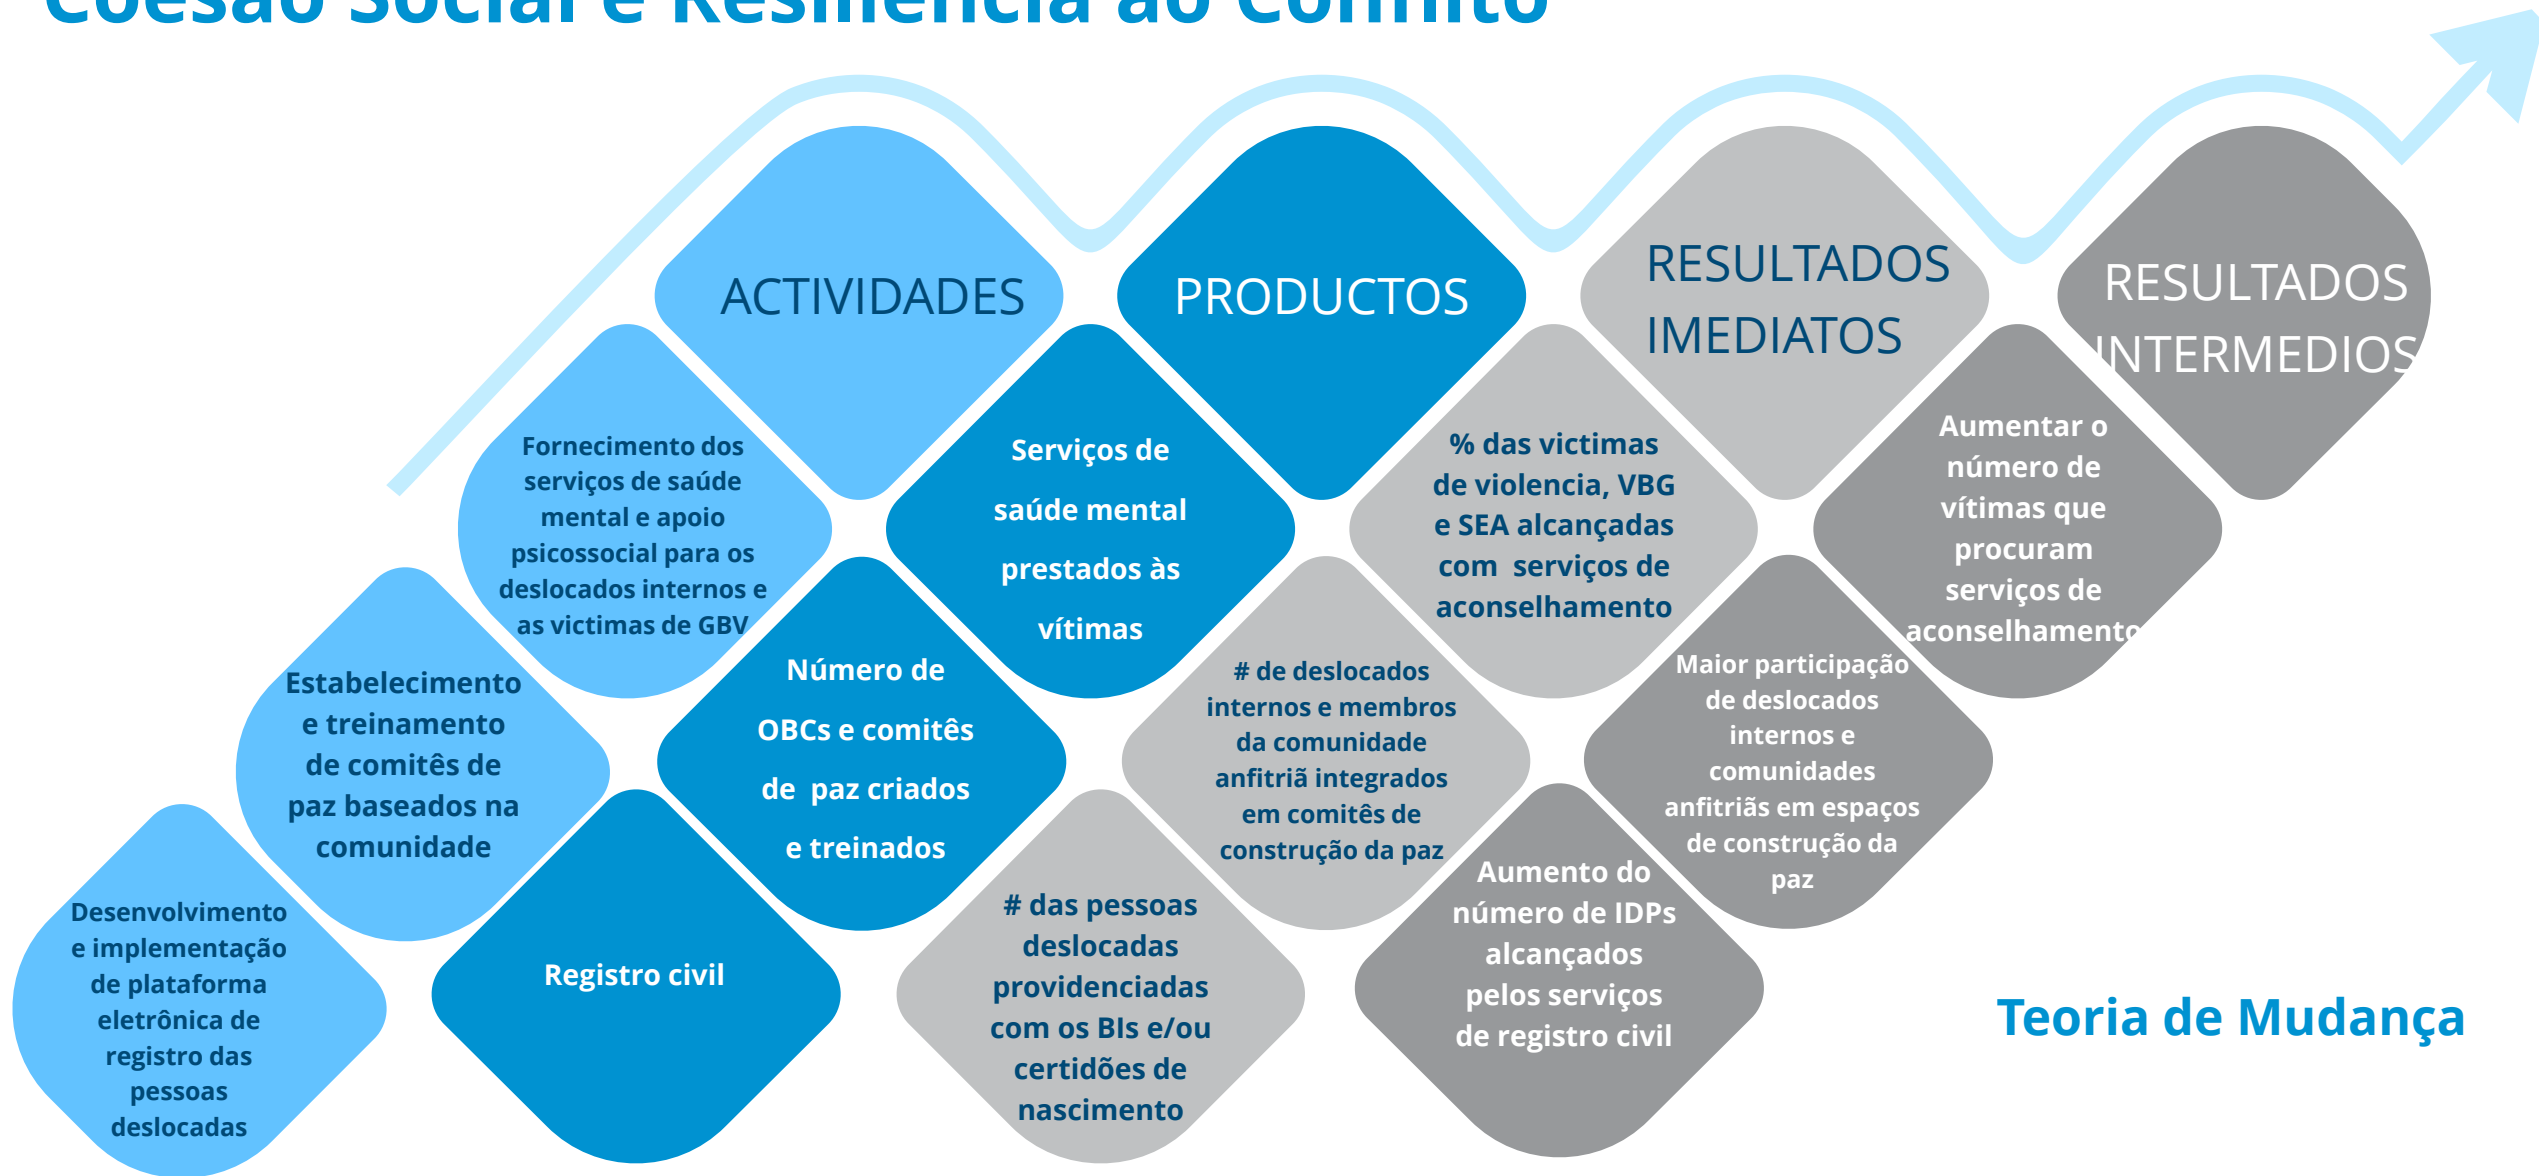 Coesão Social e Resiliência ao Conflito
ACTIVIDADES
PRODUCTOS
RESULTADOS
IMEDIATOS
RESULTADOS
INTERMEDIOS
Fornecimento dos
serviços de saúde
mental e apoio
psicossocial para os
deslocados internos e
as victimas de GBV
Serviços de
saúde mental
prestados às
vítimas
% das victimas
de violencia, VBG
e SEA alcançadas
com serviços de
aconselhamento
Aumentar o
número de
vítimas que
procuram
serviços de
aconselhamento
Estabelecimento
e treinamento
de comitês de
paz baseados na
comunidade
Número de
OBCs e comitês
de paz criados
e treinados
# de deslocados
internos e membros
da comunidade
anfitriã integrados
em comitês de
construção da paz
Maior participação
de deslocados
internos e
comunidades
anfitriãs em espaços
de construção da
paz
Desenvolvimento
e implementação
de plataforma
eletrônica de
registro das
pessoas
deslocadas
Registro civil
# das pessoas
deslocadas
providenciadas
com os BIs e/ou
certidões de
nascimento
Aumento do
número de IDPs
alcançados
pelos serviços
de registro civil
Teoria de Mudança